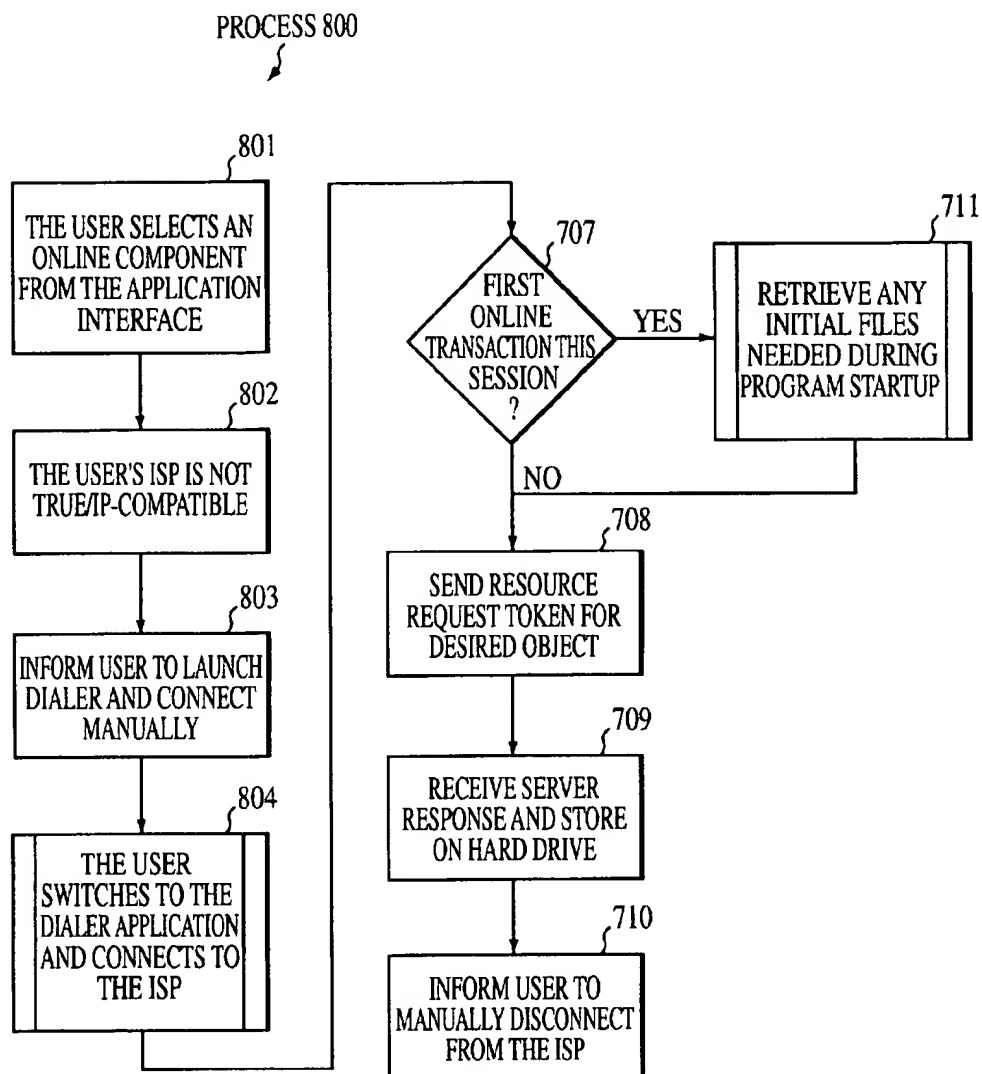 PROCESS 800
801
THE USER SELECTS AN
ONLINE COMPONENT
FROM THE APPLICATION
INTERFACE
802
THE USER'S ISP IS NOT
TRUE/IP-COMPATIBLE
803
INFORM USER TO LAUNCH
DIALER AND CONNECT
MANUALLY
804
THE USER
SWITCHES TO THE
DIALER APPLICATION
AND CONNECTS TO
THE ISP
707
FIRST
ONLINE
TRANSACTION THIS
SESSION
?
YES
711
RETRIEVE ANY
INITIAL FILES
NEEDED DURING
PROGRAM STARTUP
NO
708
SEND RESOURCE
REQUEST TOKEN FOR
DESIRED OBJECT
709
RECEIVE SERVER
RESPONSE AND STORE
ON HARD DRIVE
710
INFORM USER TO
MANUALLY DISCONNECT
FROM THE ISP